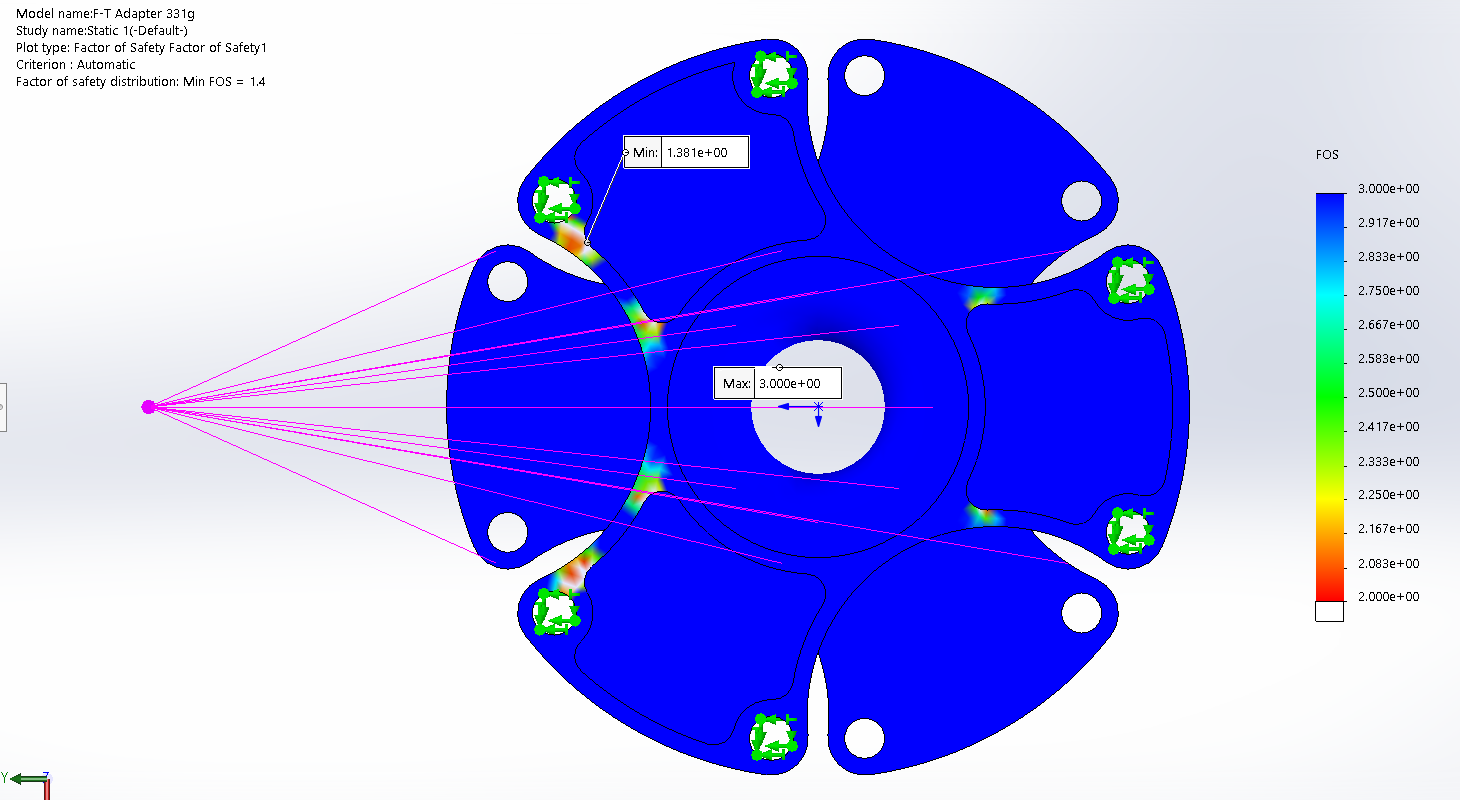 Model name:F-T Adapter 331g
Study name:Static 1(-Default-)
Plot type: Factor of Safety Factor of Safety1
Criterion : Automatic
Factor of safety distribution: Min FOS = 1.4
Min: 1.381e+00
FOS
3.000e+00
2.917e+00
2.833e+00
2.750e+00
2.667e+00
2.583e+00
2.500e+00
2.417e+00
2.333e+00
2.250e+00
2.167e+00
2.083e+00
2.000e+00
Max: 3.000e+00
Y
Z